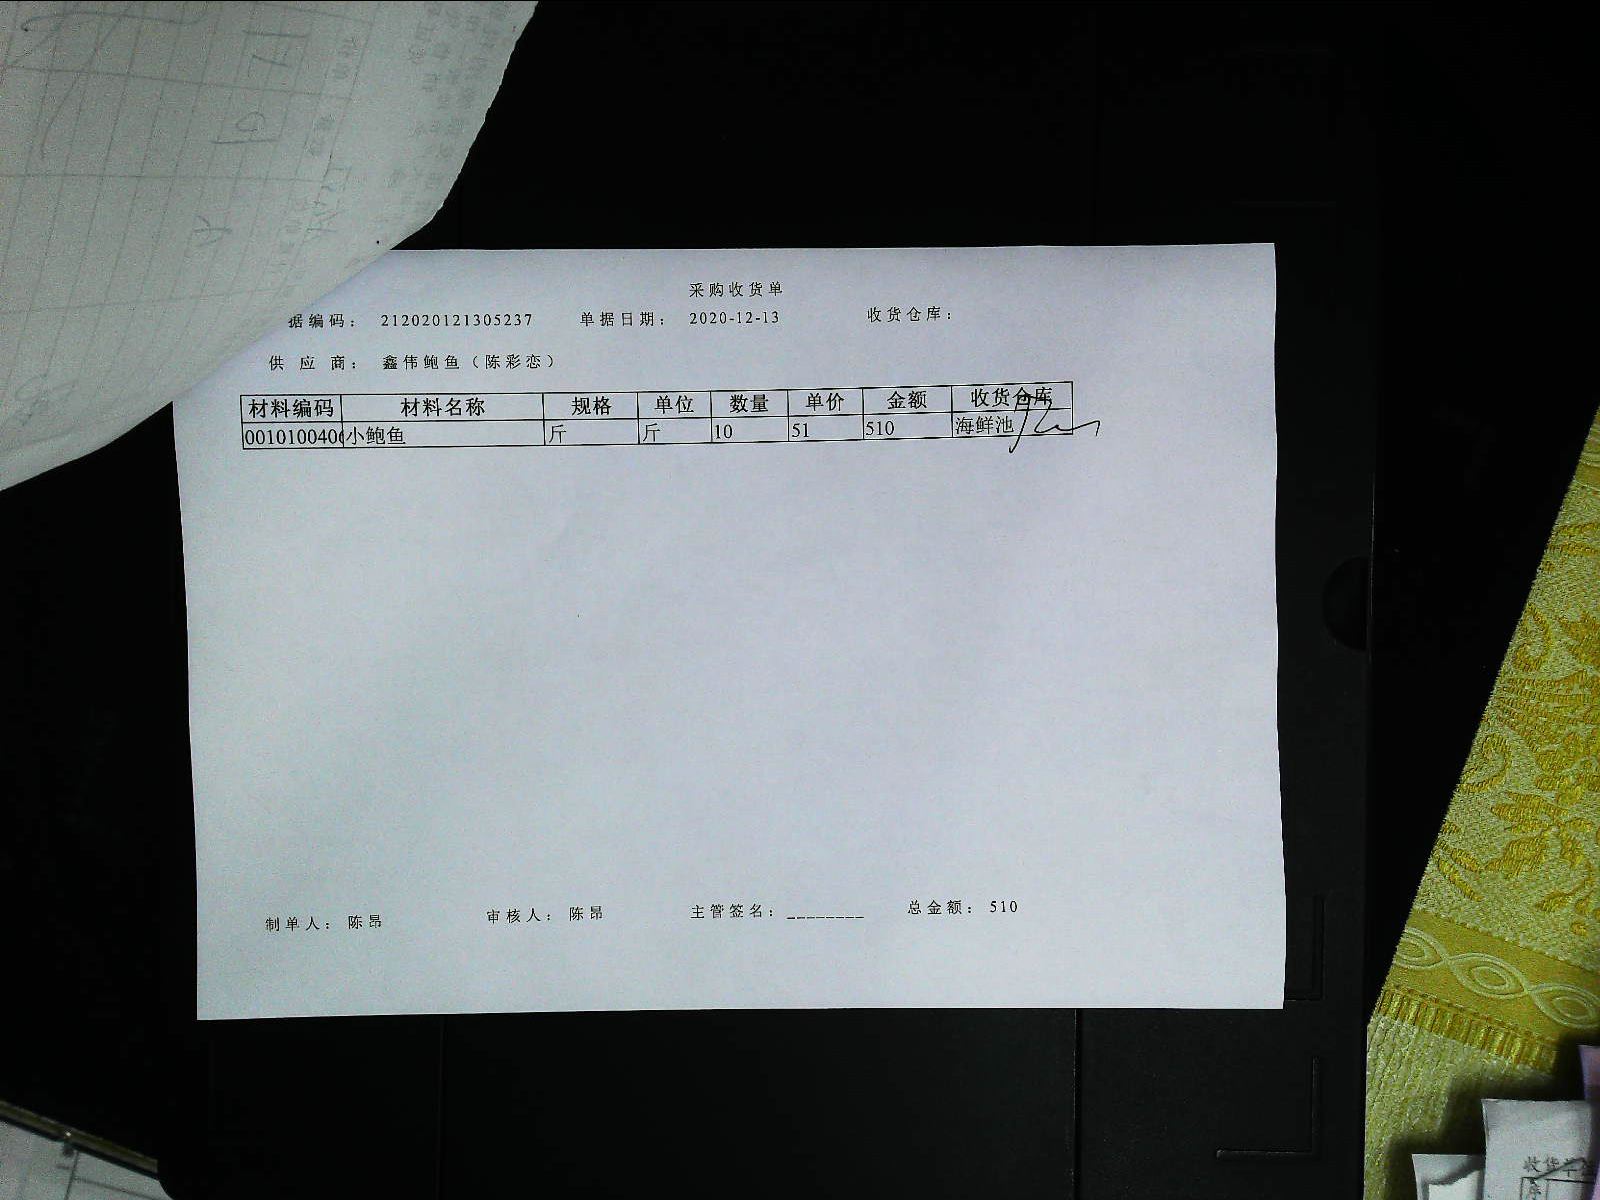 采购收货单
据编码： 212020121305237 单据日期： 2020-12-13 收货仓库：
供 应 商： 鑫伟鲍鱼（陈彩恋）
材料编码 材料名称 规格 单位 数量 单价 金额 收货仓库
0010100406 小鲍鱼 斤 斤 10 51 510 海鲜池
制单人： 陈昂 审核人： 陈昂 主管签名： ________ 总金额： 510